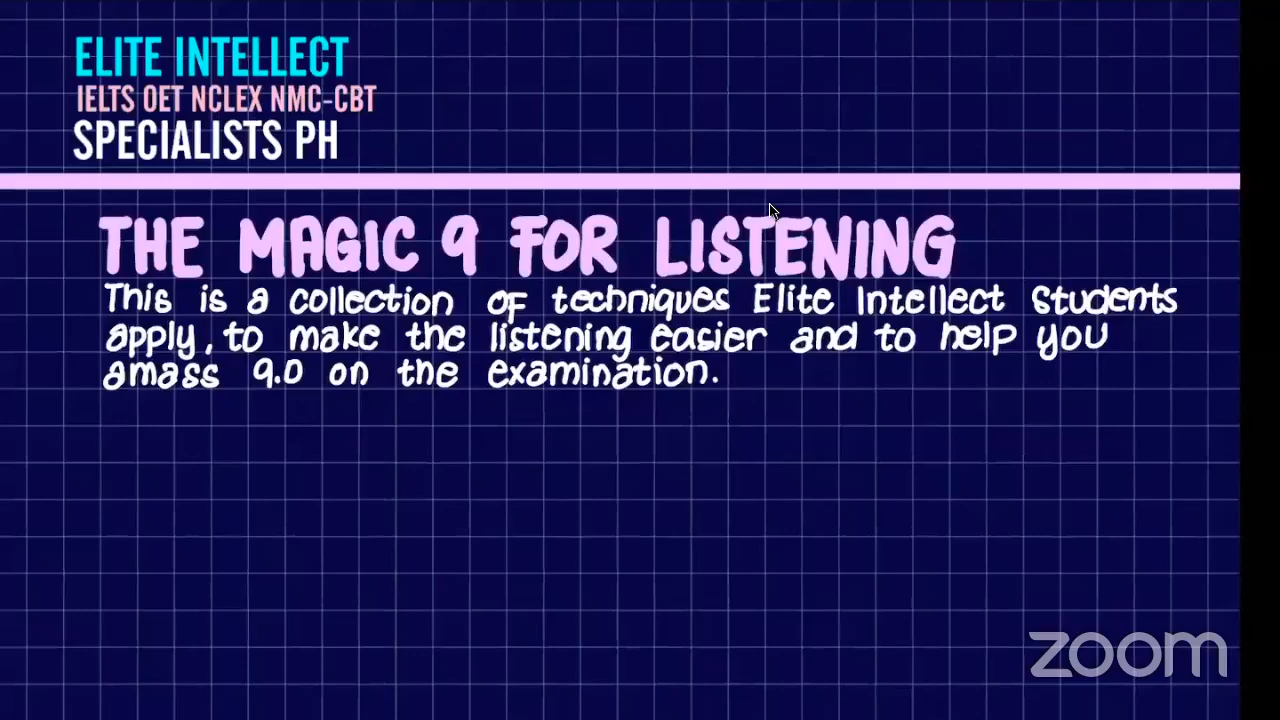 ELITE INTELLECT
IELTS OET NCLEX NMC-CBT
SPECIALISTS PH
THE MAGIC 9 FOR LISTENING
This is a collection of techniques Elite Intellect Students
apply, to make the listening easier and to help you
amass 9.0 on the examination.
zoom